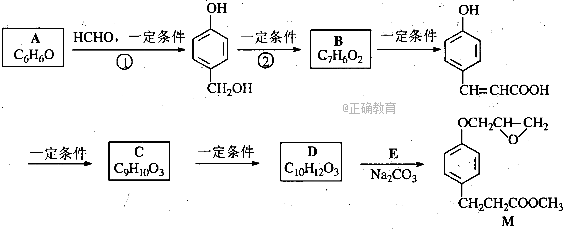 A
C₆H₆O
HCHO，一定条件
①
OH
CH₂OH
一定条件
②
B
C₇H₆O₂
一定条件
OH
CH=CHCOOH
@正确教育
一定条件
C
C₉H₁₀O₃
一定条件
D
C₁₀H₁₂O₃
E
Na₂CO₃
OCH₂CH—CH₂
O
CH₂CH₂COOCH₃
M